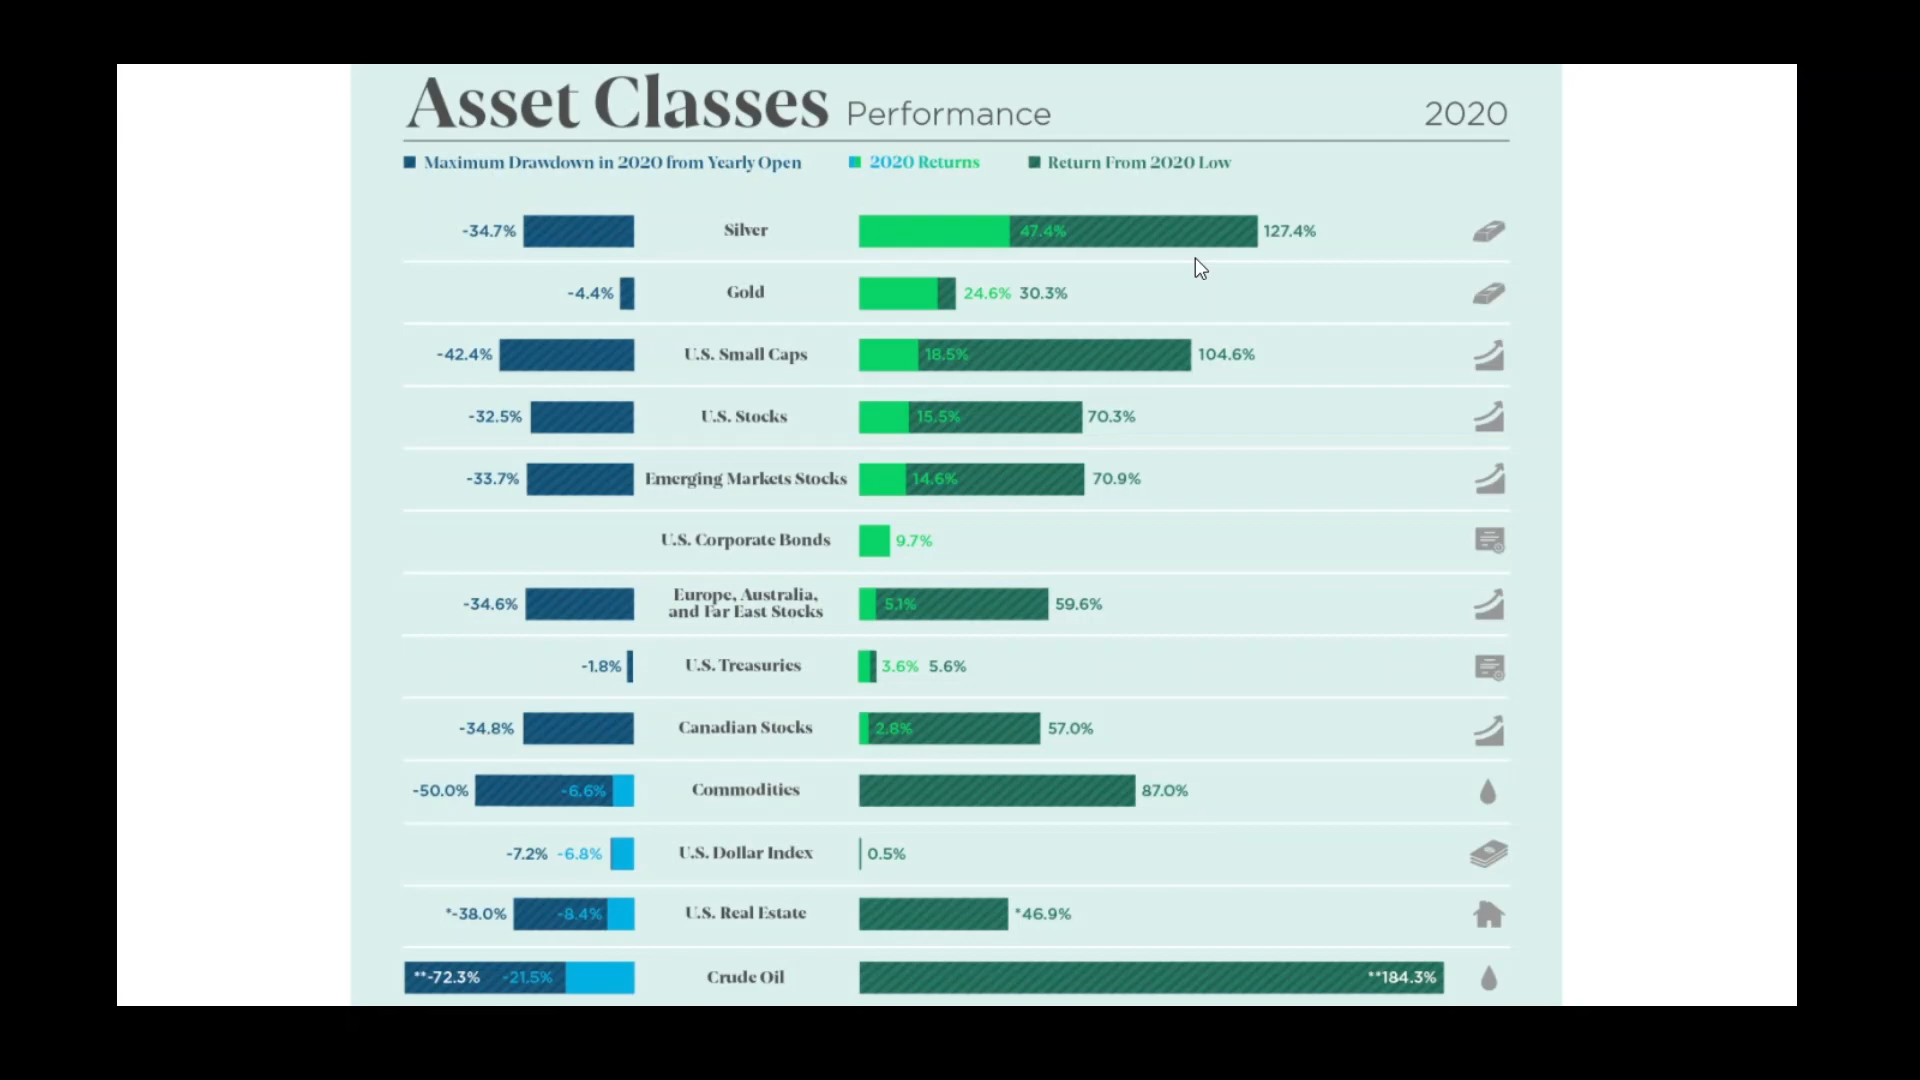 Asset Classes Performance 2020
Maximum Drawdown in 2020 from Yearly Open 2020 Returns Return From 2020 Low
-34.7% Silver 47.4% 127.4%
-4.4% Gold 24.6% 30.3%
-42.4% U.S. Small Caps 18.5% 104.6%
-32.5% U.S. Stocks 15.5% 70.3%
-33.7% Emerging Markets Stocks 14.6% 70.9%
U.S. Corporate Bonds 9.7%
-34.6% Europe, Australia, and Far East Stocks 5.1% 59.6%
-1.8% U.S. Treasuries 3.6% 5.6%
-34.8% Canadian Stocks 2.8% 57.0%
-50.0% -6.6% Commodities 87.0%
-7.2% -6.8% U.S. Dollar Index 0.5%
*-38.0% -8.4% U.S. Real Estate *46.9%
**-72.3% -21.5% Crude Oil **184.3%